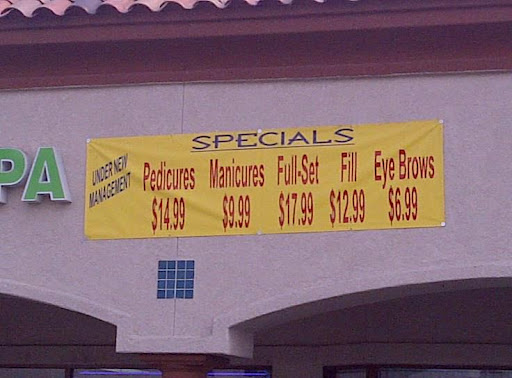 PA
SPECIALS
UNDER NEW
MANAGEMENT
Pedicures Manicures Full-Set Fill Eye Brows
$14.99 $9.99 $17.99 $12.99 $6.99